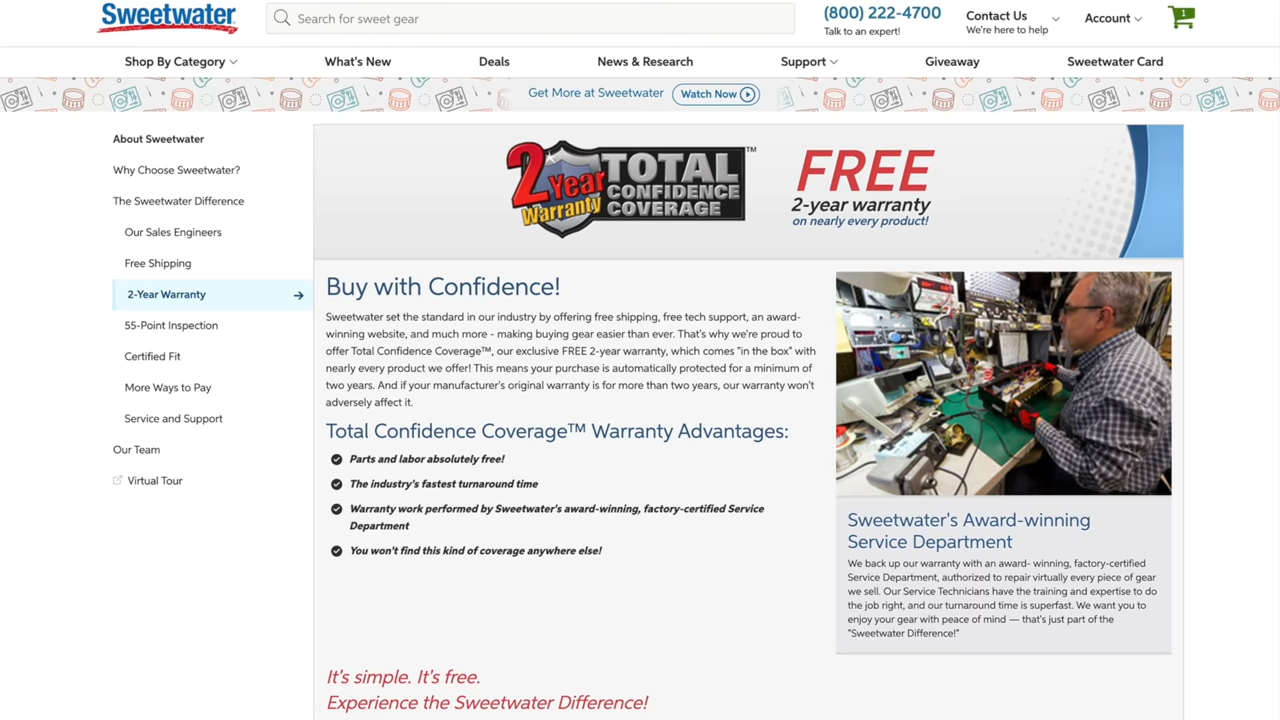 Sweetwater
Search for sweet gear
(800) 222-4700
Talk to an expert!
Contact Us
We're here to help
Account
1
Shop By Category
What's New
Deals
News & Research
Support
Giveaway
Sweetwater Card
Get More at Sweetwater
Watch Now
About Sweetwater
Why Choose Sweetwater?
The Sweetwater Difference
Our Sales Engineers
Free Shipping
2-Year Warranty
55-Point Inspection
Certified Fit
More Ways to Pay
Service and Support
Our Team
Virtual Tour
2 Year Warranty
TOTAL
CONFIDENCE
COVERAGE
TM
FREE
2-year warranty
on nearly every product!
Buy with Confidence!
Sweetwater set the standard in our industry by offering free shipping, free tech support, an award-
winning website, and much more - making buying gear easier than ever. That's why we're proud to
offer Total Confidence Coverage™, our exclusive FREE 2-year warranty, which comes "in the box" with
nearly every product we offer! This means your purchase is automatically protected for a minimum of
two years. And if your manufacturer's original warranty is for more than two years, our warranty won't
adversely affect it.
Total Confidence Coverage™ Warranty Advantages:
Parts and labor absolutely free!
The industry's fastest turnaround time
Warranty work performed by Sweetwater's award-winning, factory-certified Service
Department
You won't find this kind of coverage anywhere else!
Sweetwater's Award-winning
Service Department
We back up our warranty with an award- winning, factory-certified
Service Department, authorized to repair virtually every piece of gear
we sell. Our Service Technicians have the training and expertise to do
the job right, and our turnaround time is superfast. We want you to
enjoy your gear with peace of mind — that's just part of the
"Sweetwater Difference!"
It's simple. It's free.
Experience the Sweetwater Difference!